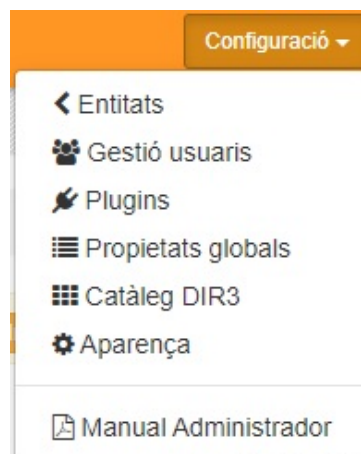 Configuració
Entitats
Gestió usuaris
Plugins
Propietats globals
Catàleg DIR3
Aparença
Manual Administrador